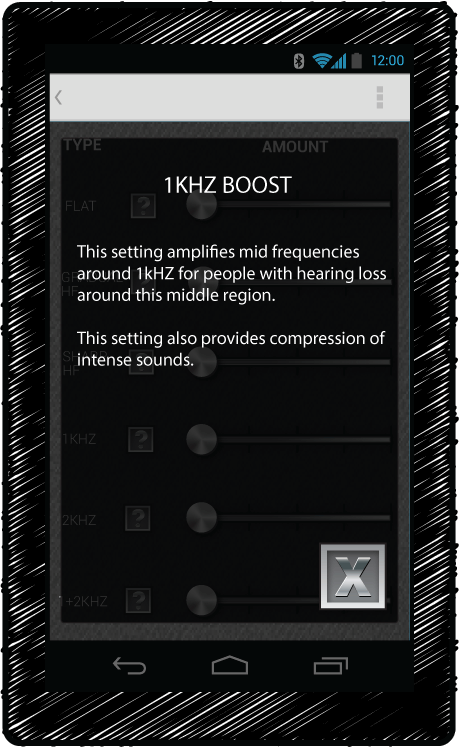 12:00
TYPE AMOUNT
1KHZ BOOST
FLAT ?
This setting amplifies mid frequencies
around 1kHZ for people with hearing loss
around this middle region.
This setting also provides compression of
intense sounds.
HF
1KHZ ?
2KHZ ?
X
+2KHZ ?